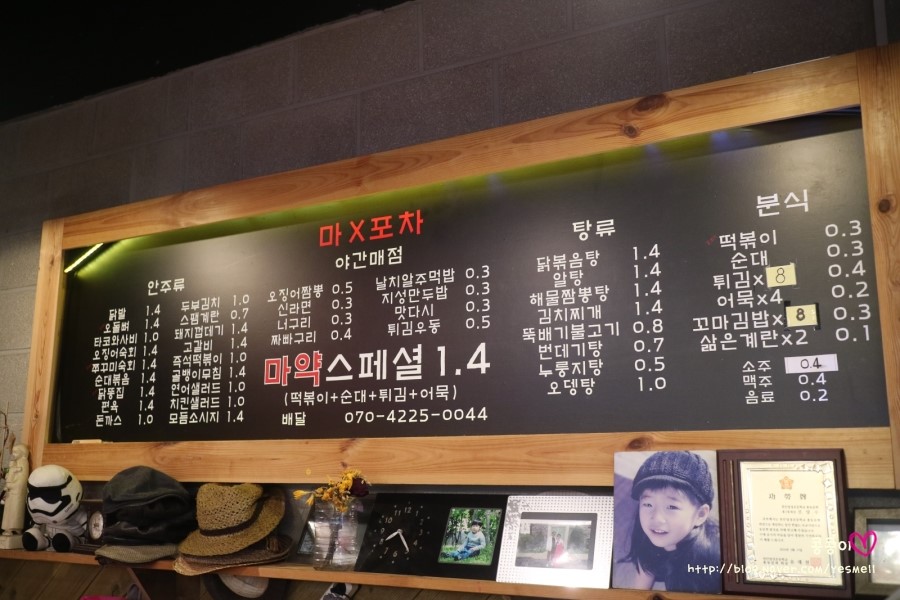 마X포차
안주류
닭발 1.4
오돌뼈 1.4
타코와사비 1.0
오징어숙회 1.4
쭈꾸미숙회 1.4
순대볶음 1.4
닭똥집 1.4
편육 1.4
돈까스 1.0
두부김치 1.0
스팸계란 0.7
돼지껍데기 1.4
고갈비 1.4
즉석떡볶이 1.0
골뱅이무침 1.4
연어샐러드 1.0
치킨샐러드 1.0
모듬소시지 1.4
야간매점
오징어짬뽕 0.5
신라면 0.3
너구리 0.3
짜빠구리 0.4
날치알주먹밥 0.3
지성만두밥 0.3
맛다시 0.3
튀김우동 0.5
마약스페셜 1.4
(떡볶이+순대+튀김+어묵)
배달 070-4225-0044
탕류
닭볶음탕 1.4
알탕 1.4
해물짬뽕탕 1.4
김치찌개 1.4
뚝배기불고기 0.8
번데기탕 0.7
누룽지탕 0.5
오뎅탕 1.0
분식
떡볶이 0.3
순대 0.3
튀김x8 0.4
어묵x4 0.2
꼬마김밥x8 0.3
삶은계란x2 0.1
소주 0.4
맥주 0.4
음료 0.2
http://blog.naver.com/yesmell